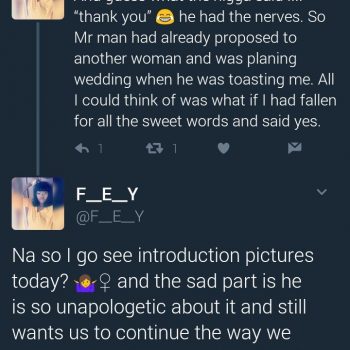 "thank you" 😂 he had the nerves. So
Mr man had already proposed to
another woman and was planing
wedding when he was toasting me. All
I could think of was what if I had fallen
for all the sweet words and said yes.
1 1
F__E__Y
@F__E__Y
Na so I go see introduction pictures
today? 🤷♀ and the sad part is he
is so unapologetic about it and still
wants us to continue the way we